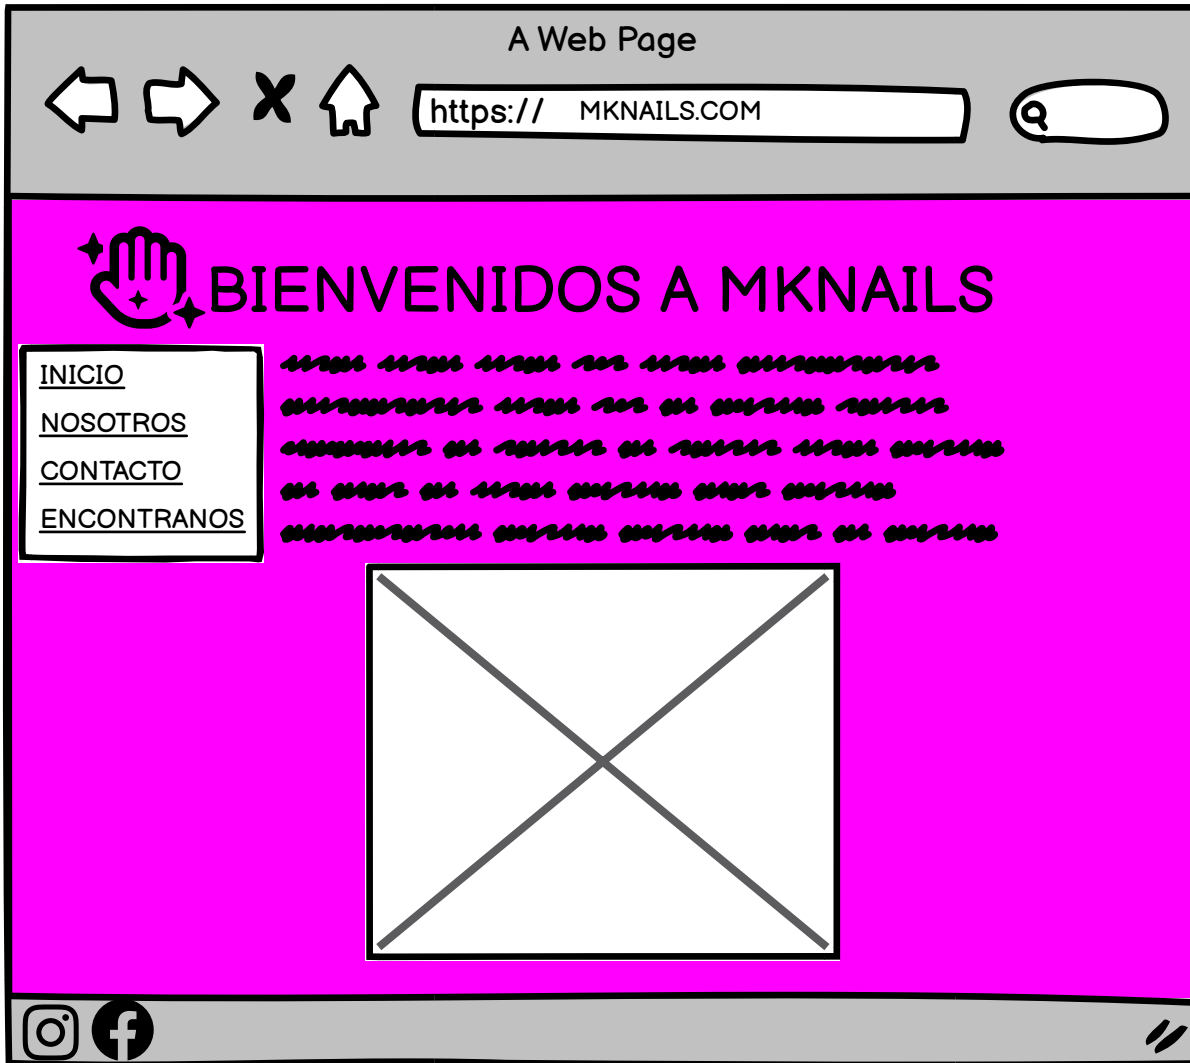 A Web Page
https:// MKNAILS.COM
BIENVENIDOS A MKNAILS
INICIO
NOSOTROS
CONTACTO
ENCONTRANOS